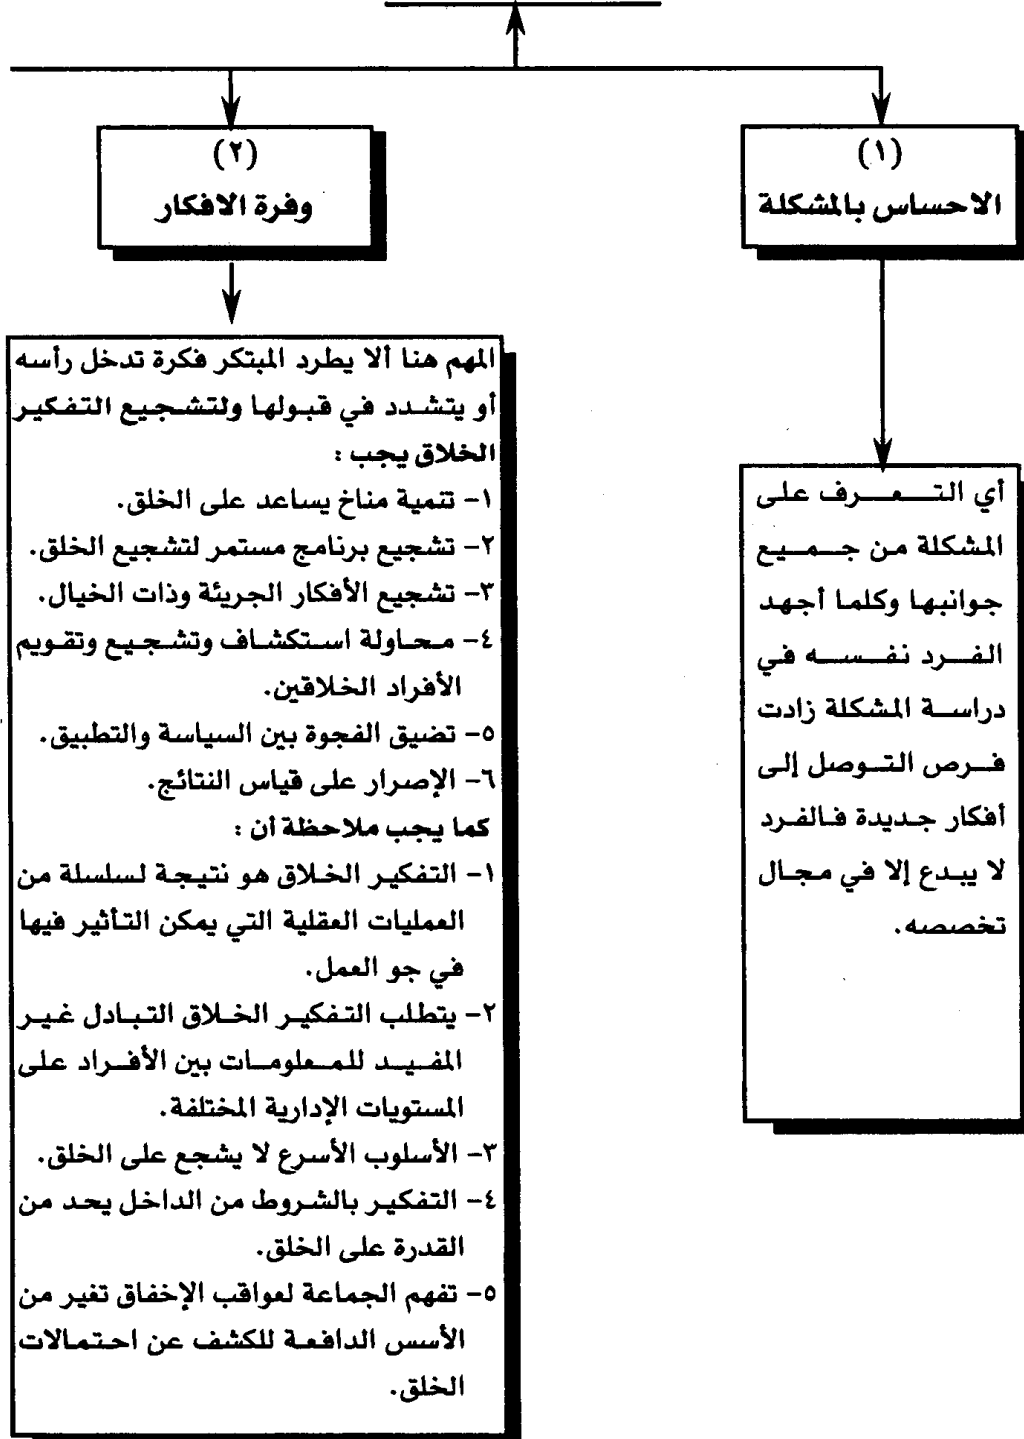 (١)
الاحساس بالمشكلة
أي التعرف على
المشكلة من جميع
جوانبها وكلما أجهد
الفرد نفسه في
دراسة المشكلة زادت
فرص التوصل إلى
أفكار جديدة فالفرد
لا يبدع إلا في مجال
تخصصه.
(٢)
وفرة الافكار
المهم هنا ألا يطرد المبتكر فكرة تدخل رأسه
أو يتشدد في قبولها ولتشجيع التفكير
الخلاق يجب :
١- تنمية مناخ يساعد على الخلق.
٢- تشجيع برنامج مستمر لتشجيع الخلق.
٣- تشجيع الأفكار الجريئة وذات الخيال.
٤- محاولة استكشاف وتشجيع وتقويم
الأفراد الخلاقين.
٥- تضيق الفجوة بين السياسة والتطبيق.
٦- الإصرار على قياس النتائج.
كما يجب ملاحظة أن :
١- التفكير الخلاق هو نتيجة لسلسلة من
العمليات العقلية التي يمكن التأثير فيها
في جو العمل.
٢- يتطلب التفكير الخلاق التبادل غير
المفيد للمعلومات بين الأفراد على
المستويات الإدارية المختلفة.
٣- الأسلوب الأسرع لا يشجع على الخلق.
٤- التفكير بالشروط من الداخل يحد من
القدرة على الخلق.
٥- تفهم الجماعة لعواقب الإخفاق تغير من
الأسس الدافعة للكشف عن احتمالات
الخلق.